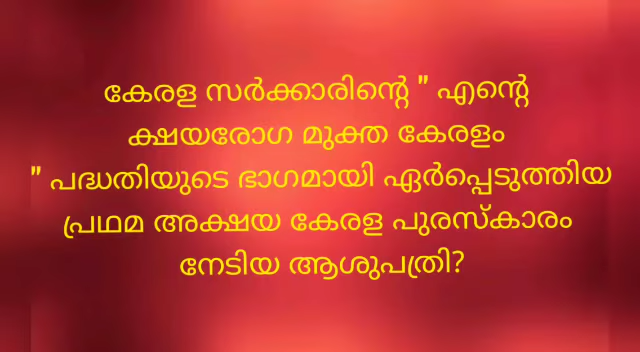 കേരള സർക്കാരിന്റെ " എന്റെ
ക്ഷയരോഗ മുക്ത കേരളം
" പദ്ധതിയുടെ ഭാഗമായി ഏർപ്പെടുത്തിയ
പ്രഥമ അക്ഷയ കേരള പുരസ്കാരം
നേടിയ ആശുപത്രി?